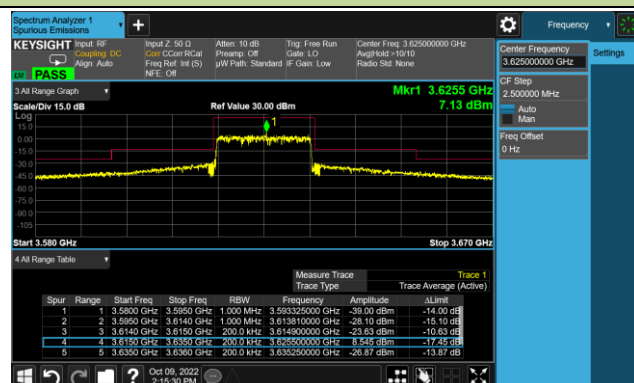 Spectrum Analyzer 1
Spurious Emissions
+
Frequency
KEYSIGHT
Input: RF
Coupling: DC
Align: Auto
Input Z: 50 Ω
Corr CCorr RCal
Freq Ref: Int (S)
NFE: Off
Atten: 10 dB
Preamp: Off
µW Path: Standard
Trig: Free Run
Gate: LO
IF Gain: Low
Center Freq: 3.625000000 GHz
Avg|Hold:>10/10
Radio Std: None
PASS
Center Frequency
3.625000000 GHz
Settings
CF Step
2.500000 MHz
Auto
Man
Freq Offset
0 Hz
3 All Range Graph
Mkr1 3.6255 GHz
Scale/Div 15.0 dB
Ref Value 30.00 dBm
7.13 dBm
Log
15.0
0.00
-15.0
-30.0
-45.0
-60.0
-75.0
-90.0
-105
1
Start 3.580 GHz
Stop 3.670 GHz
4 All Range Table
Measure Trace Trace 1
Trace Type Trace Average (Active)
Spur Range Start Freq Stop Freq RBW Frequency Amplitude ΔLimit
1 1 3.5800 GHz 3.5950 GHz 1.000 MHz 3.593325000 GHz -39.00 dBm -14.00 dB
2 2 3.5950 GHz 3.6140 GHz 1.000 MHz 3.613810000 GHz -28.10 dBm -15.10 dB
3 3 3.6140 GHz 3.6150 GHz 200.0 kHz 3.614900000 GHz -23.63 dBm -10.63 dB
4 4 3.6150 GHz 3.6350 GHz 200.0 kHz 3.625500000 GHz 8.545 dBm -17.45 dB
5 5 3.6350 GHz 3.6360 GHz 200.0 kHz 3.635250000 GHz -26.87 dBm -13.87 dB
?
Oct 09, 2022
2:15:30 PM